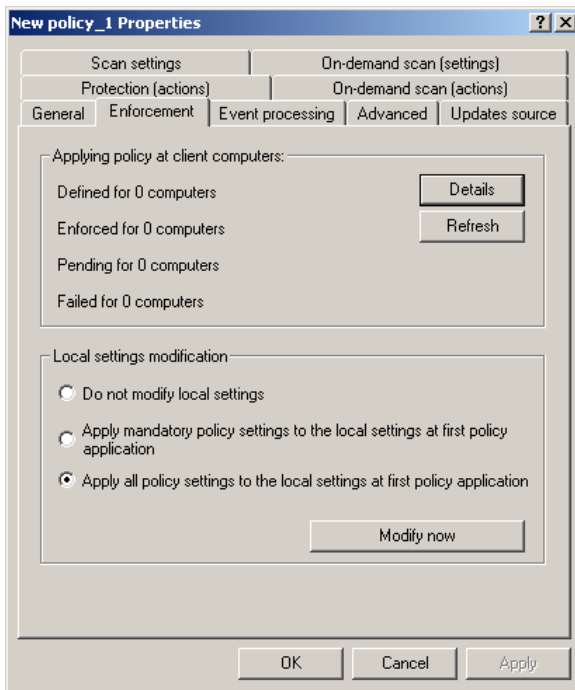 New policy_1 Properties
Scan settings
On-demand scan (settings)
Protection (actions)
On-demand scan (actions)
General
Enforcement
Event processing
Advanced
Updates source
Applying policy at client computers:
Defined for 0 computers
Details
Enforced for 0 computers
Refresh
Pending for 0 computers
Failed for 0 computers
Local settings modification
Do not modify local settings
Apply mandatory policy settings to the local settings at first policy
application
Apply all policy settings to the local settings at first policy application
Modify now
OK
Cancel
Apply